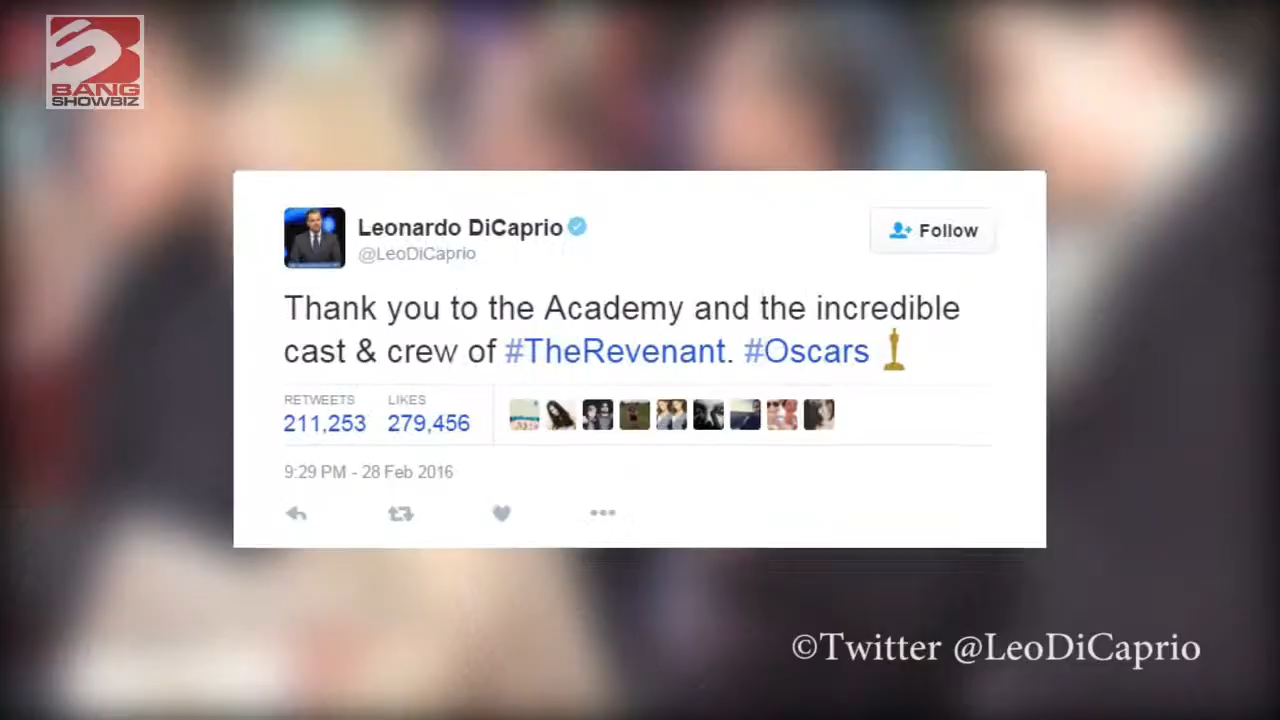 BANG
SHOWBIZ
Leonardo DiCaprio
@LeoDiCaprio
Follow
Thank you to the Academy and the incredible
cast & crew of #TheRevenant. #Oscars
RETWEETS LIKES
211,253 279,456
9:29 PM - 28 Feb 2016
©Twitter @LeoDiCaprio